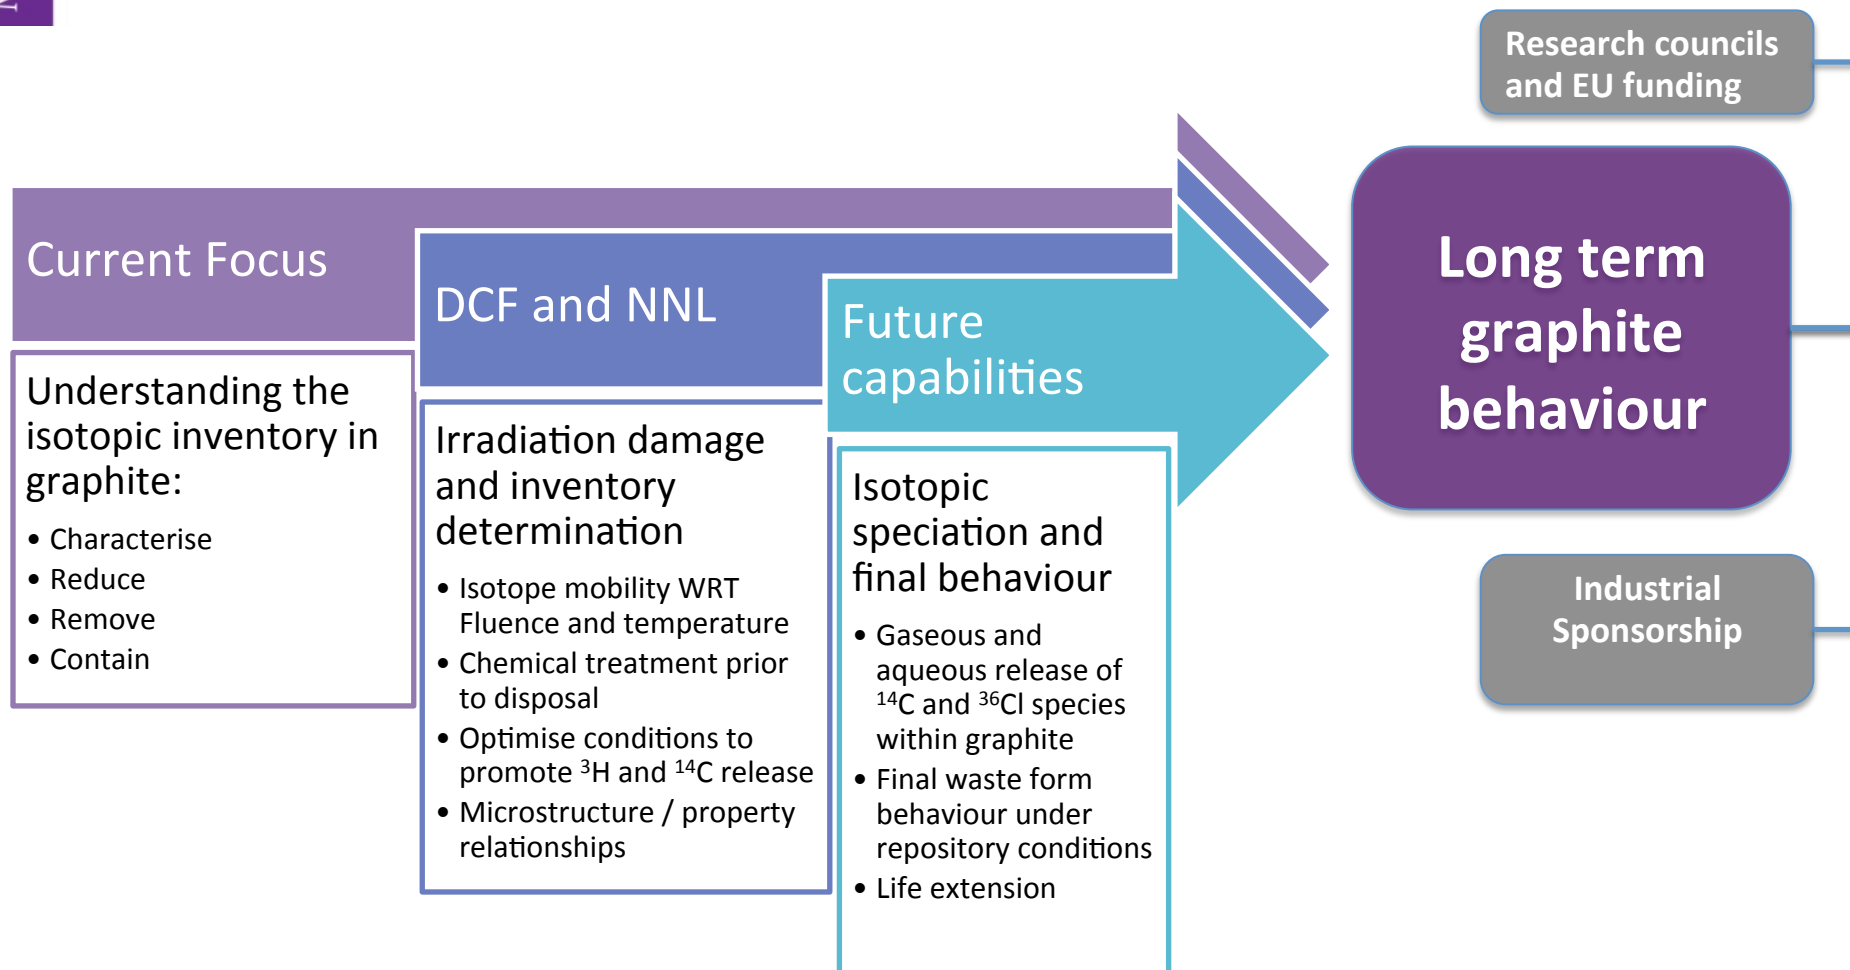 Research councils
and EU funding
Current Focus
DCF and NNL
Future
capabilities
Long term
graphite
behaviour
Understanding the
isotopic inventory in
graphite:
• Characterise
• Reduce
• Remove
• Contain
Irradiation damage
and inventory
determination
• Isotope mobility WRT
Fluence and temperature
• Chemical treatment prior
to disposal
• Optimise conditions to
promote ³H and ¹⁴C release
• Microstructure / property
relationships
Isotopic
speciation and
final behaviour
• Gaseous and
aqueous release of
¹⁴C and ³⁶Cl species
within graphite
• Final waste form
behaviour under
repository conditions
• Life extension
Industrial
Sponsorship